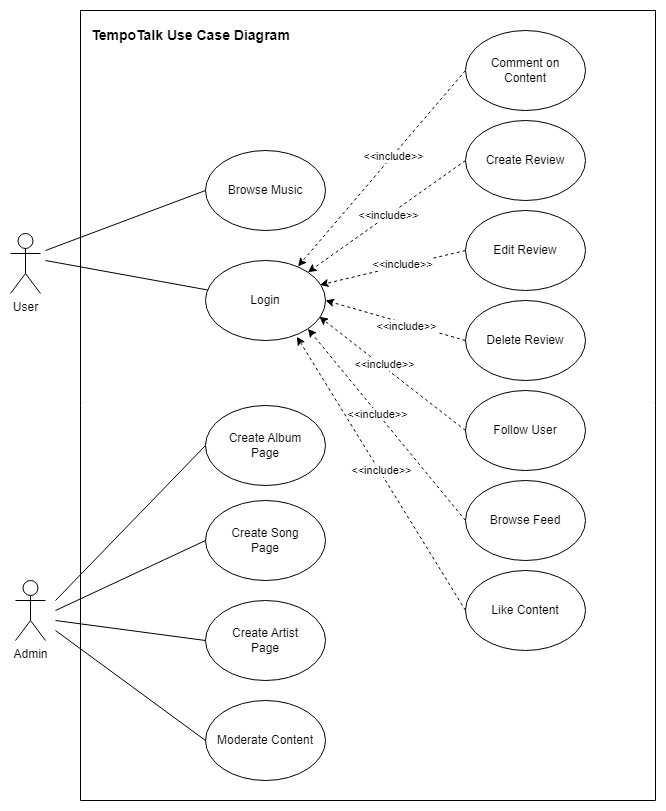 TempoTalk Use Case Diagram
Comment on
Content
<<include>>
Create Review
Browse Music
<<include>>
Edit Review
<<include>>
Login
User
<<include>>
Delete Review
<<include>>
Follow User
<<include>>
Create Album
Page
<<include>>
Browse Feed
Create Song
Page
Like Content
Create Artist
Page
Admin
Moderate Content